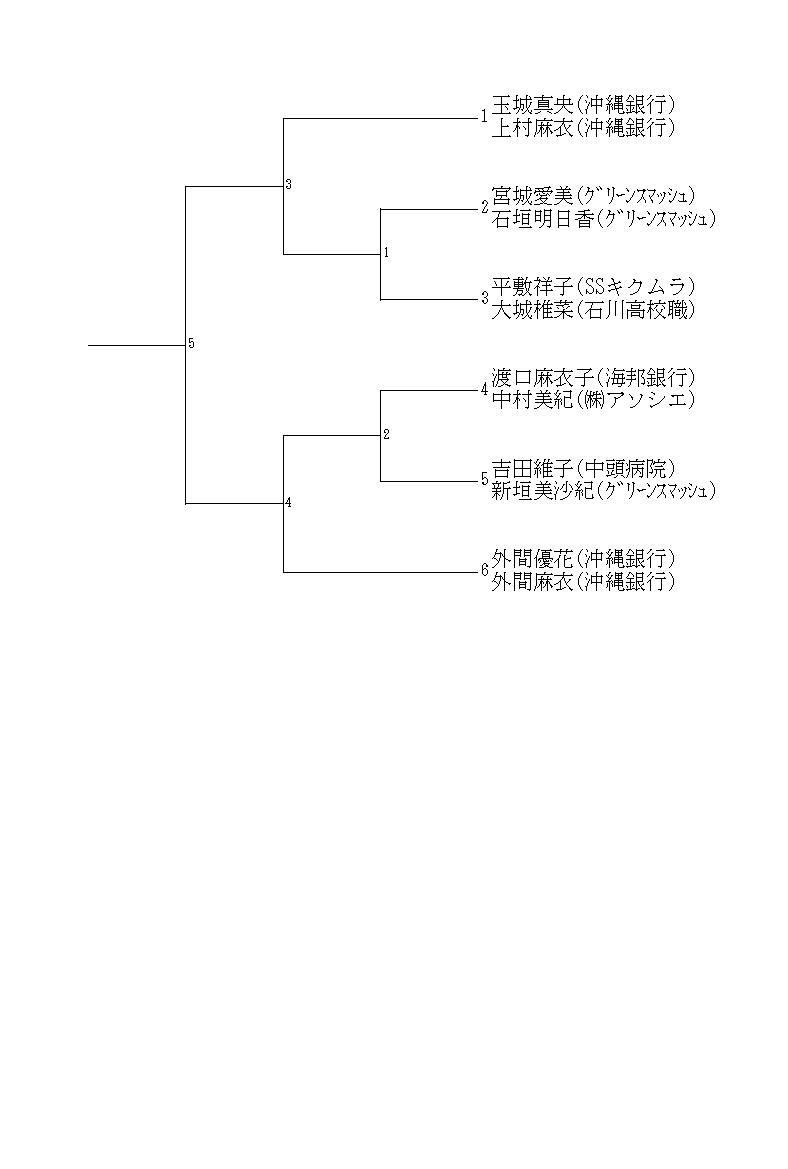 1 玉城真央(沖縄銀行)
上村麻衣(沖縄銀行)
3
2 宮城愛美(ｸﾞﾘｰﾝｽﾏｯｼｭ)
石垣明日香(ｸﾞﾘｰﾝｽﾏｯｼｭ)
1
3 平敷祥子(SSキクムラ)
大城椎菜(石川高校職)
5
4 渡口麻衣子(海邦銀行)
中村美紀(㈱アソシエ)
2
5 吉田維子(中頭病院)
新垣美沙紀(ｸﾞﾘｰﾝｽﾏｯｼｭ)
4
6 外間優花(沖縄銀行)
外間麻衣(沖縄銀行)